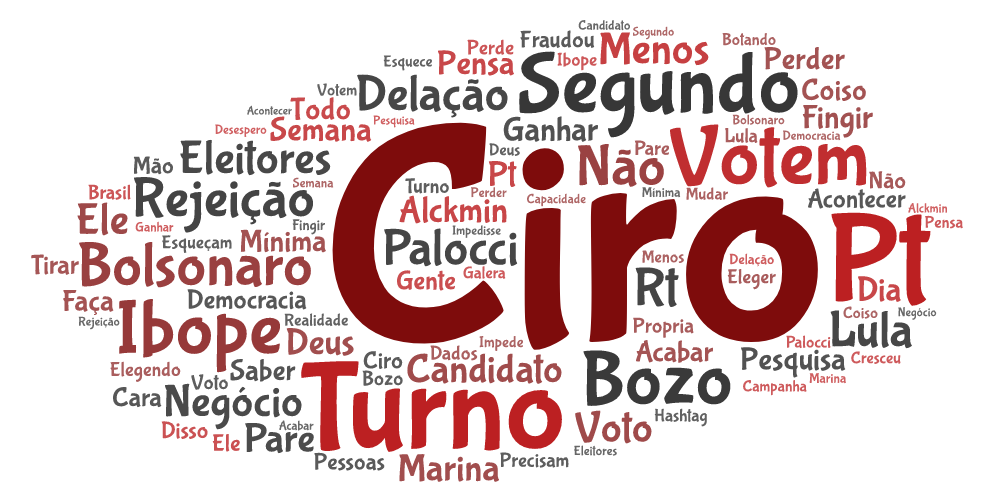 Candidato
Segundo
Perde
Fraudou
Menos
Botando
Esquece
Pensa
Ibope
Segundo
Perder
Votem
Delação
Coiso
Acontecer
Todo
Fingir
Desespero
Semana
Pesquisa
Ganhar
Bolsonaro
Lula
Democracia
Mão
Eleitores
Deus
Não
Pare
Votem
Pt
Ciro
Brasil
Rejeição
Semana
Turno
Perder
Capacidade
Mínima
Mudar
Não
Acontecer
Ele
Ganhar
Fingir
Alckmin
Impedisse
Alckmin
Pensa
Esqueçam
Mínima
Palocci
Pt
Tirar
Bolsonaro
Gente
Galera
Menos
Delação
Eleger
Rt
Dia
Faça
Democracia
Coiso
Negócio
Rejeição
Ibope
Realidade
Propria
Lula
Deus
Impede
Dados
Acabar
Palocci
Pesquisa
Cresceu
Elegendo
Voto
Saber
Ciro
Bozo
Candidato
Bozo
Marina
Campanha
Cara
Negócio
Turno
Voto
Hashtag
Disso
Ele
Pare
Acabar
Eleitores
Pessoas
Marina
Precisam